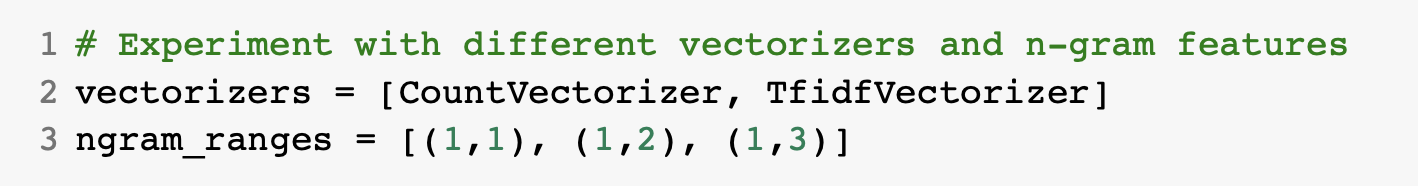 1 # Experiment with different vectorizers and n-gram features
2 vectorizers = [CountVectorizer, TfidfVectorizer]
3 ngram_ranges = [(1,1), (1,2), (1,3)]